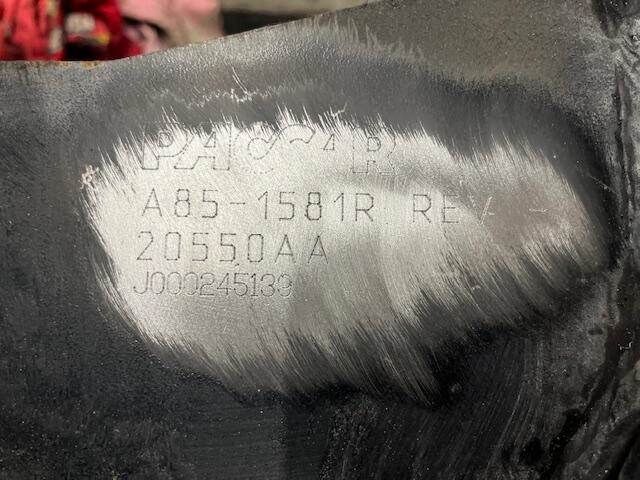 PACCAR
A85-1581R REV -
20550AA
J000245139